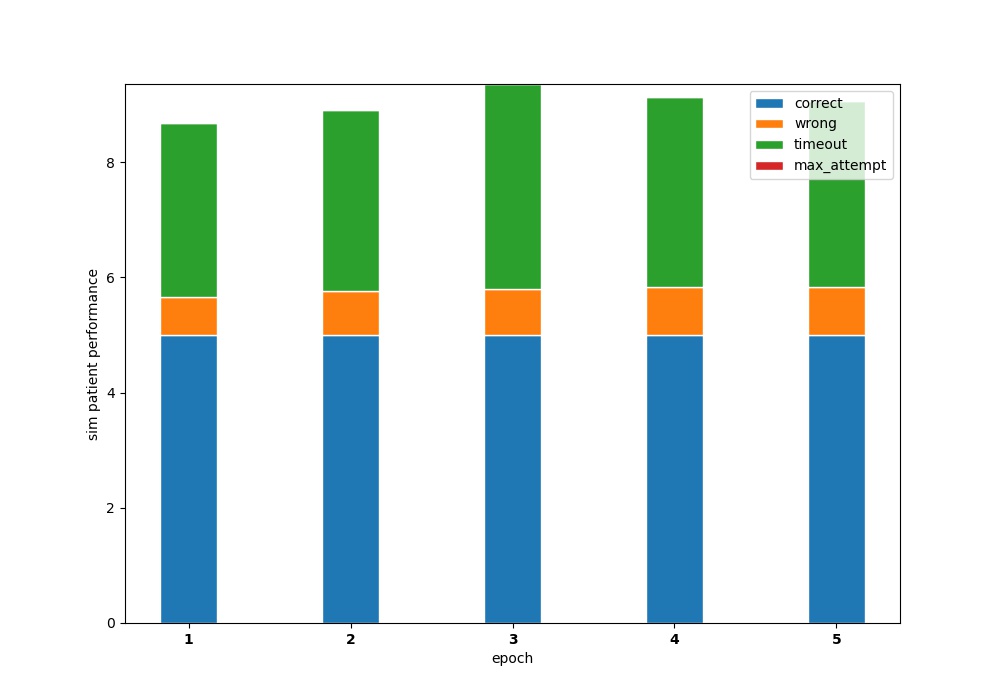 correct
wrong
timeout
max_attempt
8
6
4
2
0
sim patient performance
1 2 3 4 5
epoch